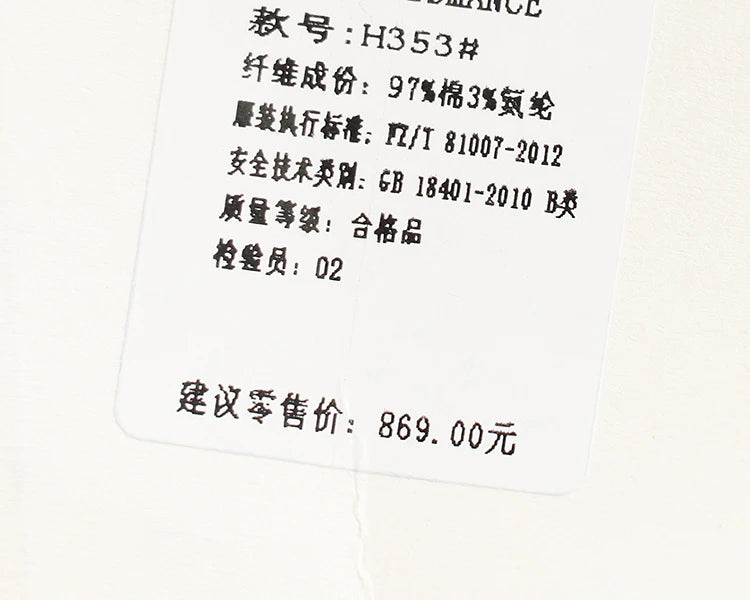 款号:H353#
纤维成份: 97%棉3%氨纶
服装执行标准: FZ/T 81007-2012
安全技术类别: GB 18401-2010 B类
质量等级: 合格品
检验员: 02
建议零售价: 869.00元